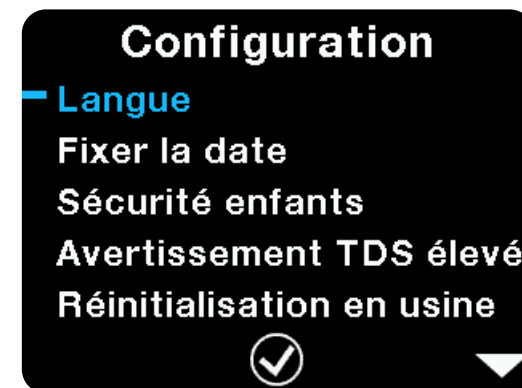 Configuration
Langue
Fixer la date
Sécurité enfants
Avertissement TDS élevé
Réinitialisation en usine